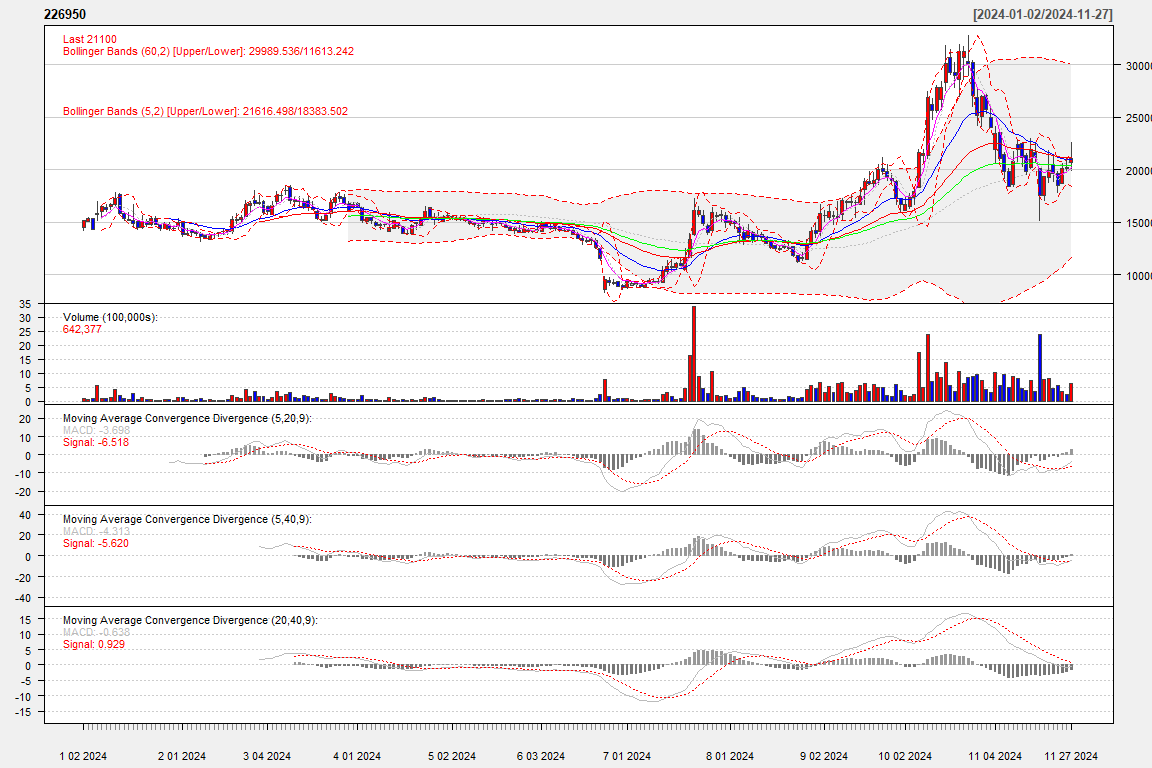 226950 [2024-01-02/2024-11-27]
Last 21100
Bollinger Bands (60,2) [Upper/Lower]: 29989.536/11613.242
Bollinger Bands (5,2) [Upper/Lower]: 21616.498/18383.502
30000
25000
20000
15000
10000
Volume (100,000s):
642,377
35
30
25
20
15
10
5
0
Moving Average Convergence Divergence (5,20,9):
MACD: -3.698
Signal: -6.518
20
10
0
-10
-20
Moving Average Convergence Divergence (5,40,9):
MACD: -4.313
Signal: -5.620
40
20
0
-20
-40
Moving Average Convergence Divergence (20,40,9):
MACD: -0.638
Signal: 0.929
15
10
5
0
-5
-10
-15
1 02 2024 2 01 2024 3 04 2024 4 01 2024 5 02 2024 6 03 2024 7 01 2024 8 01 2024 9 02 2024 10 02 2024 11 04 2024 11 27 2024